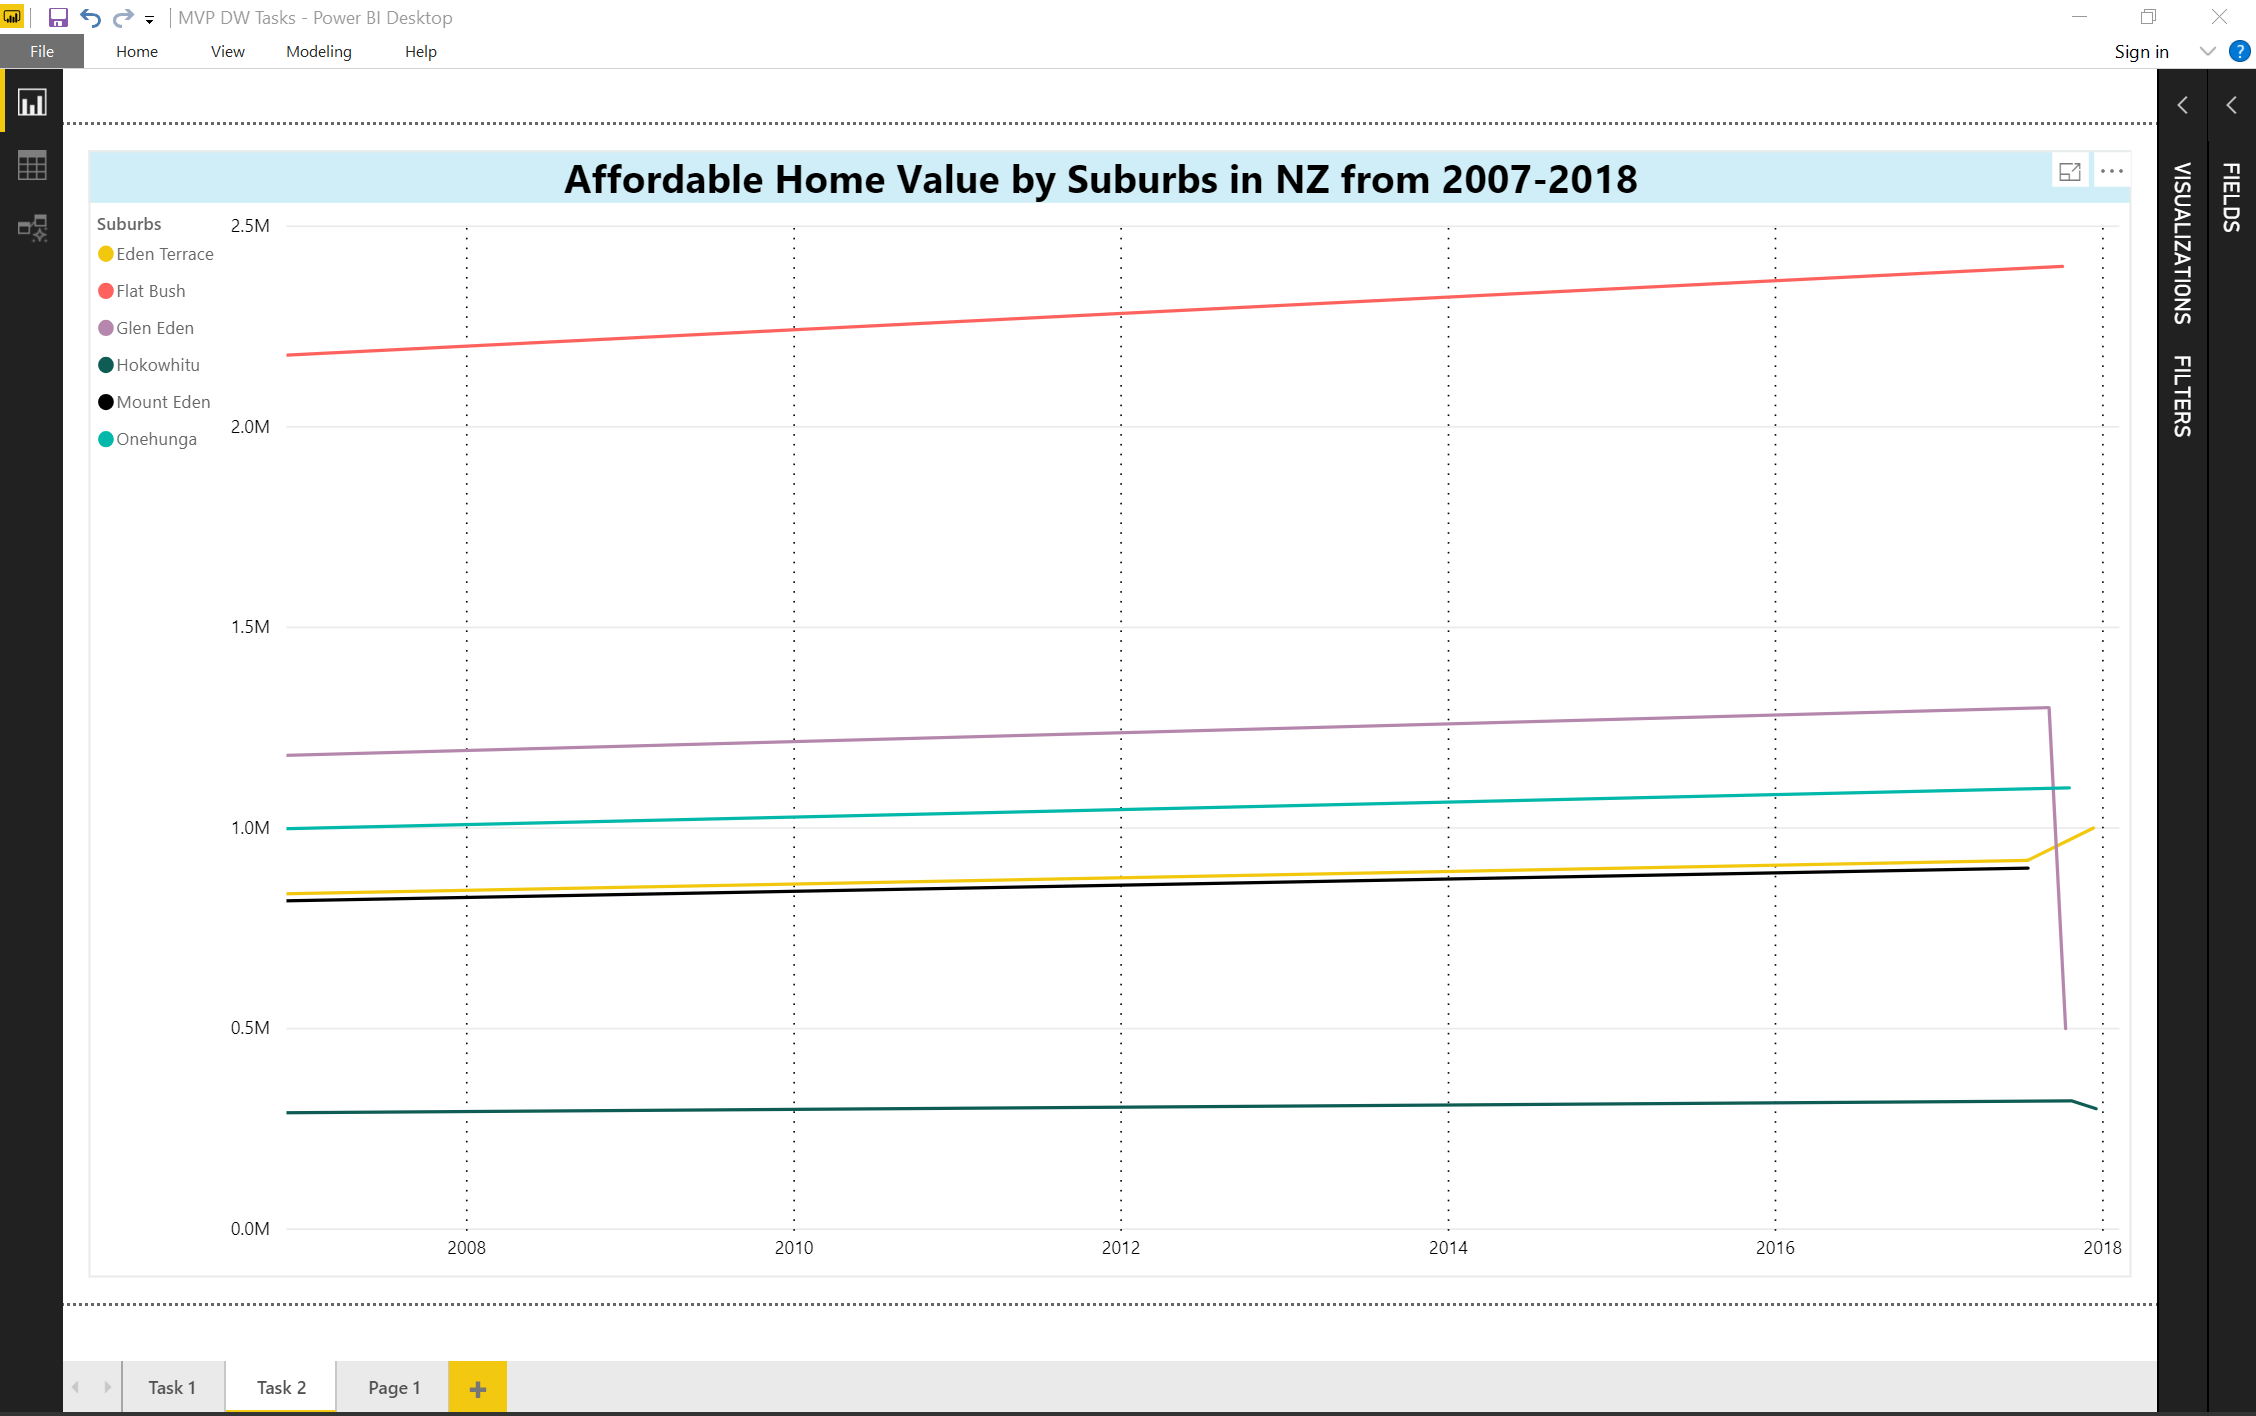 MVP DW Tasks - Power BI Desktop
File Home View Modeling Help Sign in ?
Affordable Home Value by Suburbs in NZ from 2007-2018
Suburbs
Eden Terrace
Flat Bush
Glen Eden
Hokowhitu
Mount Eden
Onehunga
2.5M
2.0M
1.5M
1.0M
0.5M
0.0M
2008 2010 2012 2014 2016 2018
VISUALIZATIONS
FILTERS
FIELDS
Task 1 Task 2 Page 1 +